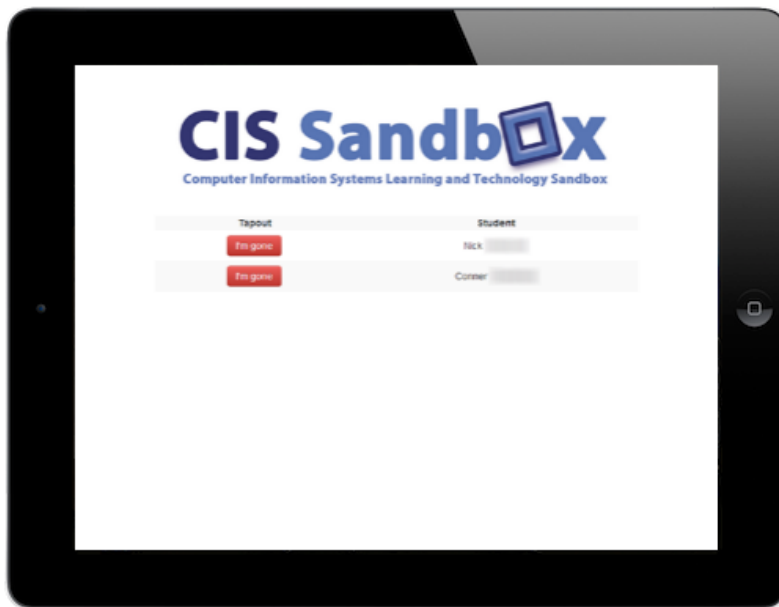 CIS Sandbox
Computer Information Systems Learning and Technology Sandbox
Tapout Student
I'm gone Nick
I'm gone Conner